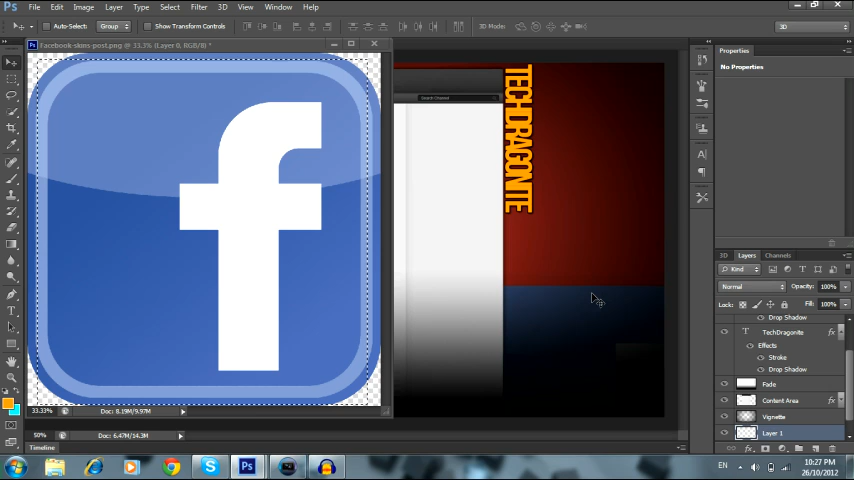 Ps File Edit Image Layer Type Select Filter 3D View Window Help
Auto-Select: Group Show Transform Controls 3D Mode: 3D
Ps Facebook-skins-post.png @ 33.3% (Layer 0, RGB/8) *
f
33.33% Doc: 8.19M/9.97M
Search Channel
TECHDRAGONITE
50% Doc: 6.47M/14.3M
Timeline
Properties
No Properties
3D Layers Channels
Kind
Normal Opacity: 100%
Lock: Fill: 100%
Drop Shadow
T TechDragonite fx
Effects
Stroke
Drop Shadow
Fade
Content Area fx
Vignette
Layer 1
EN
10:27 PM
26/10/2012